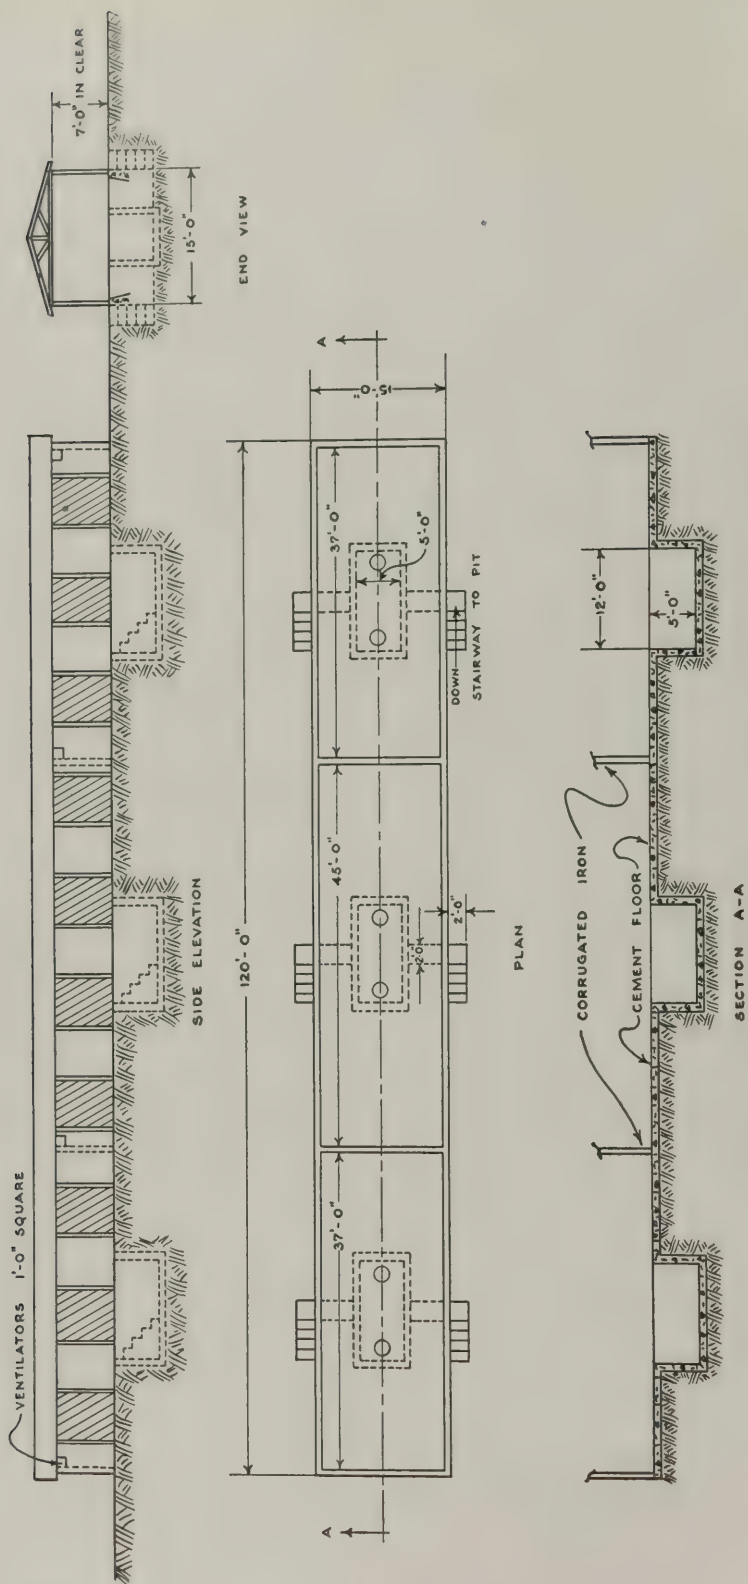 VENTILATORS 1'-0" SQUARE
7'-0" IN CLEAR
15'-0"
END VIEW
SIDE ELEVATION
120'-0"
A
A
37'-0"
45'-0"
37'-0"
15'-0"
5'-0"
2'-0"
2'-0"
DOWN
STAIRWAY TO PIT
PLAN
CORRUGATED IRON
CEMENT FLOOR
12'-0"
5'-0"
SECTION A-A